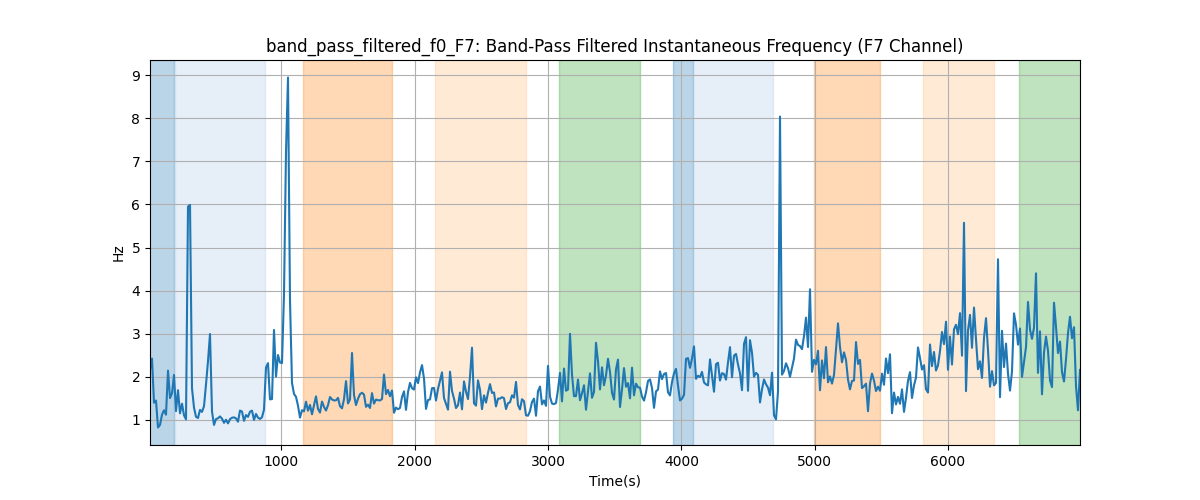 band_pass_filtered_f0_F7: Band-Pass Filtered Instantaneous Frequency (F7 Channel)
9
8
7
6
5
4
3
2
1
Hz
1000 2000 3000 4000 5000 6000
Time(s)